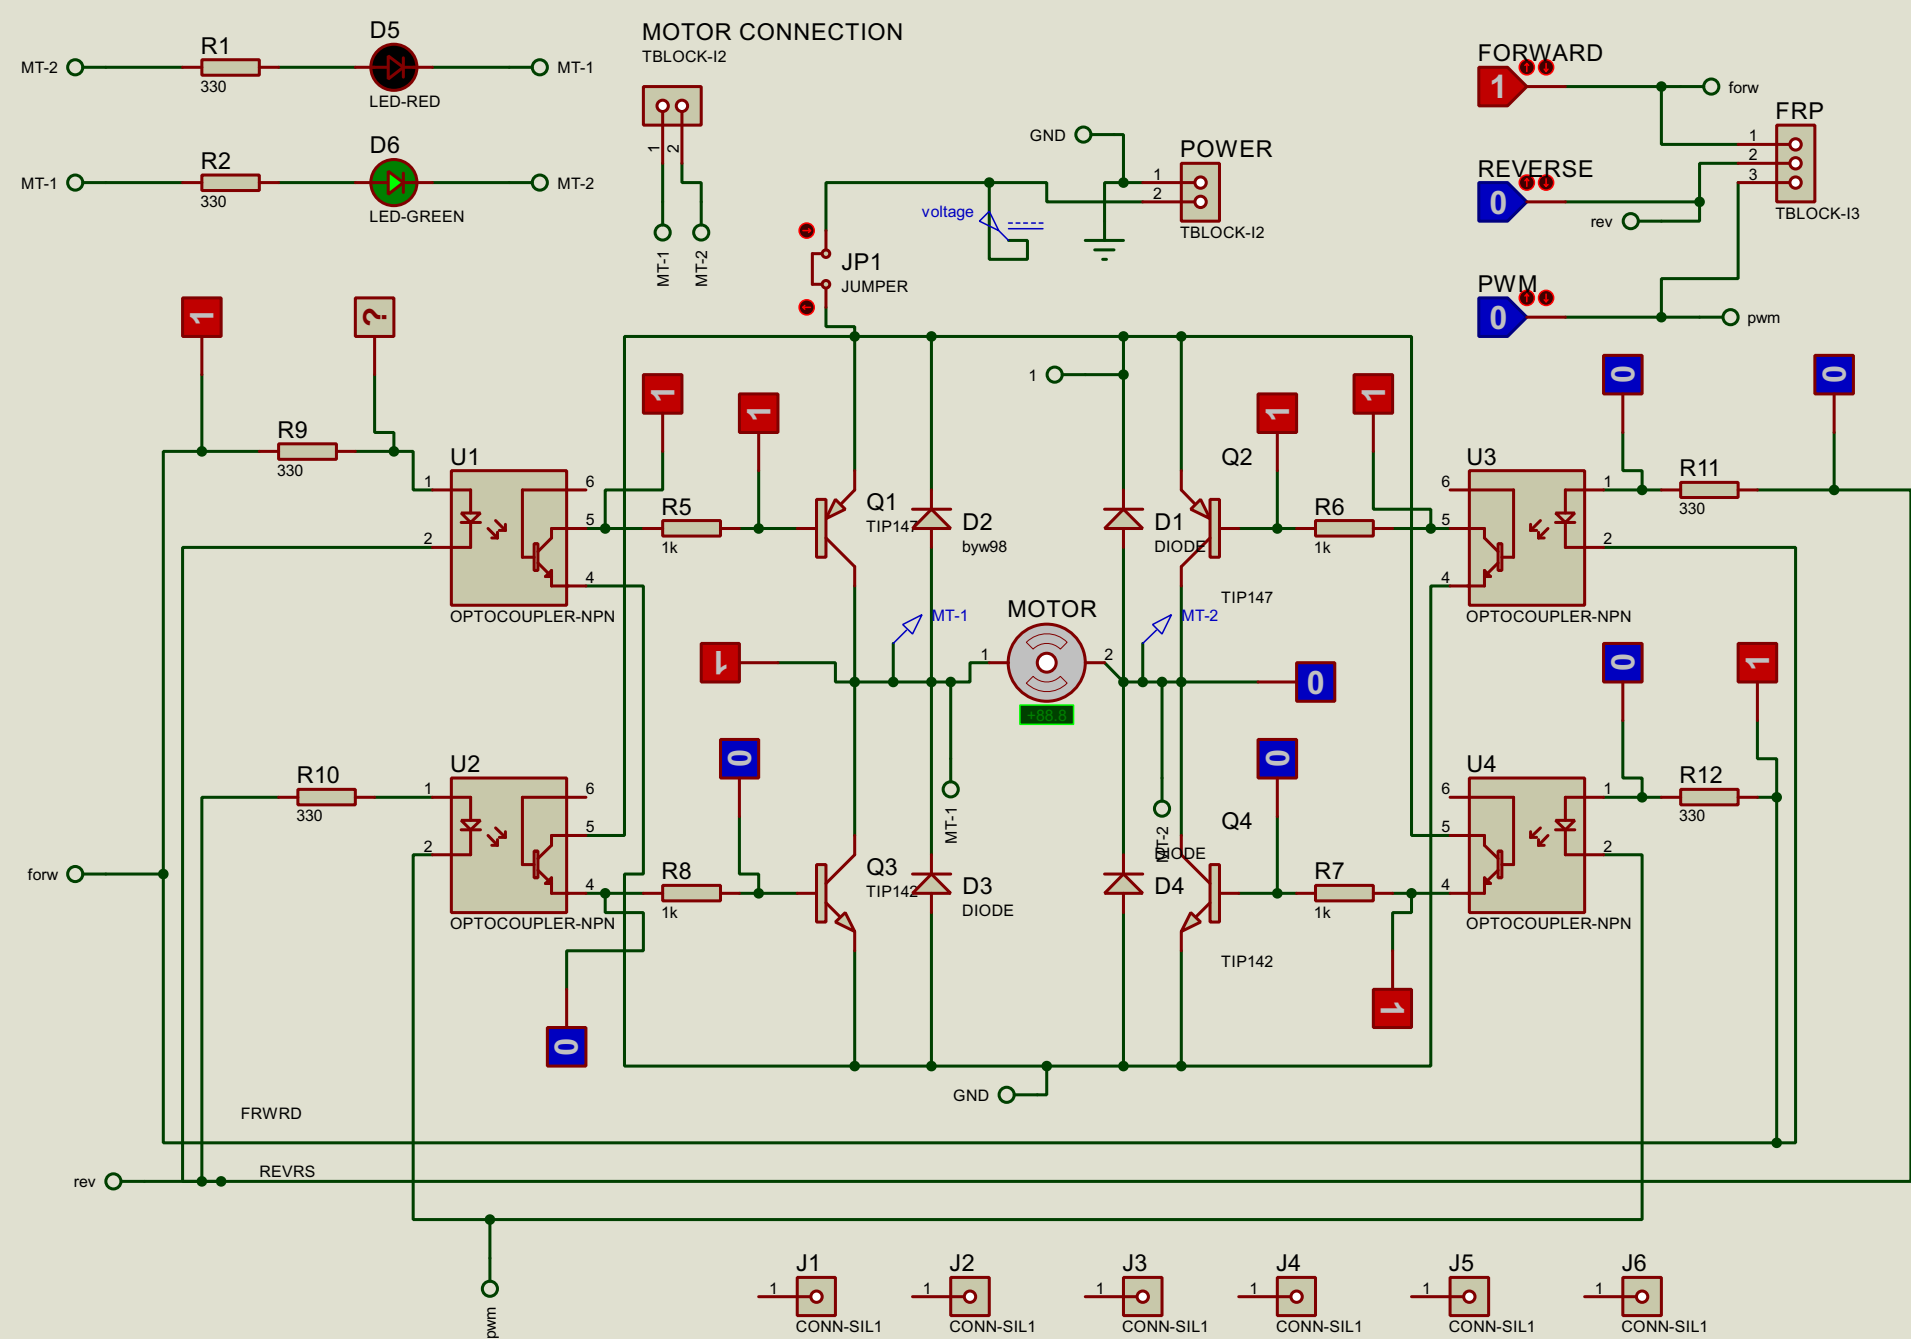 MT-2
R1
330
D5
LED-RED
MT-1
MT-1
R2
330
D6
LED-GREEN
MT-2
MOTOR CONNECTION
TBLOCK-I2
1
2
MT-1
MT-2
GND
POWER
1
2
TBLOCK-I2
voltage
JP1
JUMPER
FORWARD
1
forw
REVERSE
0
rev
PWM
0
pwm
FRP
1
2
3
TBLOCK-I3
1
?
R9
330
U1
1
2
6
5
4
OPTOCOUPLER-NPN
1
1
R5
1k
Q1
TIP147
D2
byw98
1
D1
DIODE
Q2
TIP147
1
1
R6
1k
U3
6
5
4
1
2
OPTOCOUPLER-NPN
0
0
R11
330
1
MT-1
MOTOR
1
2
+88.8
MT-2
0
0
1
R10
330
U2
1
2
6
5
4
OPTOCOUPLER-NPN
0
R8
1k
0
Q3
TIP142
D3
DIODE
MT-1
MT-2
DIODE
D4
Q4
TIP142
0
R7
1k
1
U4
6
5
4
1
2
OPTOCOUPLER-NPN
R12
330
forw
GND
FRWRD
rev
REVRS
pwm
J1
1
CONN-SIL1
J2
1
CONN-SIL1
J3
1
CONN-SIL1
J4
1
CONN-SIL1
J5
1
CONN-SIL1
J6
1
CONN-SIL1